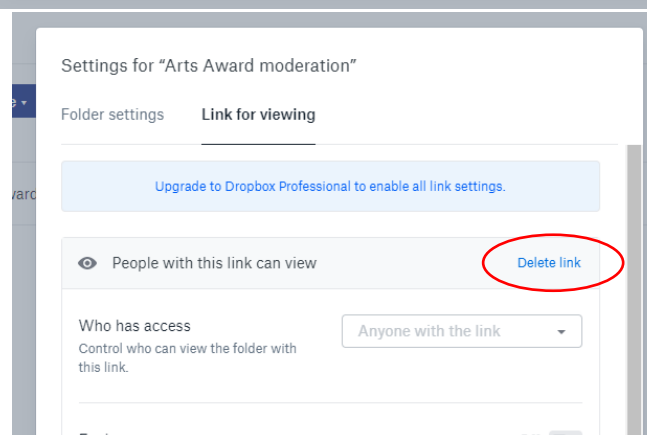 Settings for “Arts Award moderation”
Folder settings Link for viewing
Upgrade to Dropbox Professional to enable all link settings.
People with this link can view Delete link
Who has access Anyone with the link
Control who can view the folder with
this link.